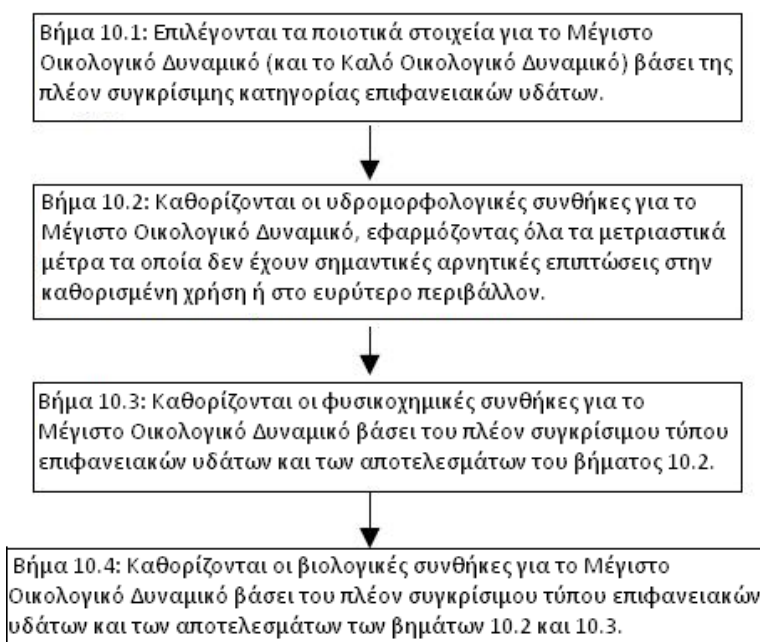 Βήμα 10.1: Επιλέγονται τα ποιοτικά στοιχεία για το Μέγιστο
Οικολογικό Δυναμικό (και το Καλό Οικολογικό Δυναμικό) βάσει της
πλέον συγκρίσιμης κατηγορίας επιφανειακών υδάτων.
Βήμα 10.2: Καθορίζονται οι υδρομορφολογικές συνθήκες για το
Μέγιστο Οικολογικό Δυναμικό, εφαρμόζοντας όλα τα μετριαστικά
μέτρα τα οποία δεν έχουν σημαντικές αρνητικές επιπτώσεις στην
καθορισμένη χρήση ή στο ευρύτερο περιβάλλον.
Βήμα 10.3: Καθορίζονται οι φυσικοχημικές συνθήκες για το
Μέγιστο Οικολογικό Δυναμικό βάσει του πλέον συγκρίσιμου τύπου
επιφανειακών υδάτων και των αποτελεσμάτων του βήματος 10.2.
Βήμα 10.4: Καθορίζονται οι βιολογικές συνθήκες για το Μέγιστο
Οικολογικό Δυναμικό βάσει του πλέον συγκρίσιμου τύπου επιφανειακών
υδάτων και των αποτελεσμάτων των βημάτων 10.2 και 10.3.